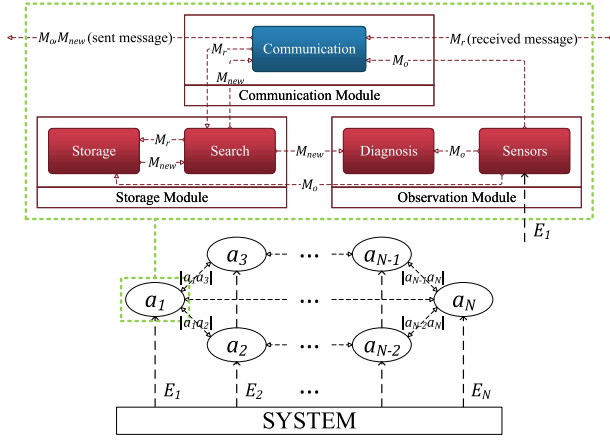 Mo,Mnew (sent message)
Communication
Mr (received message)
Mr
Mo
Mnew
Communication Module
Storage
Mr
Mnew
Search
Mnew
Diagnosis
Mo
Sensors
Mo
Storage Module
Observation Module
E1
a3
...
aN-1
|a1a3|
|aN-1aN|
a1
...
aN
|a1a2|
|aN-2aN|
a2
...
aN-2
E1
E2
...
EN
SYSTEM